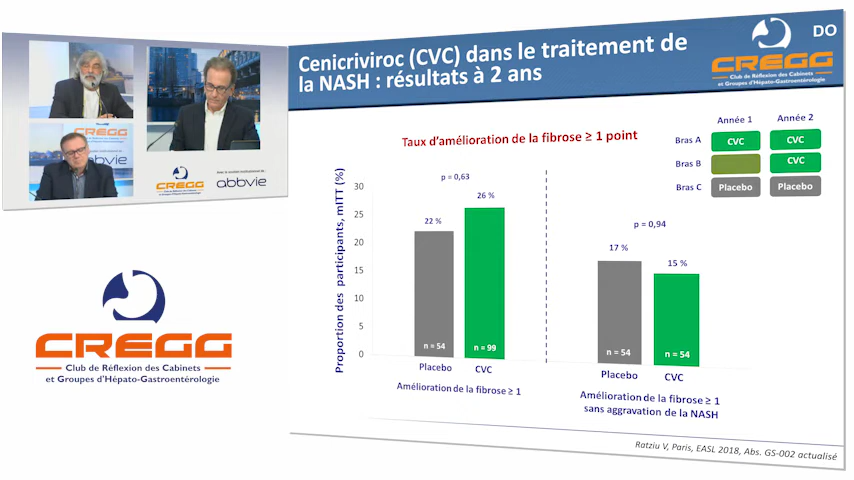 Cenicriviroc (CVC) dans le traitement de
la NASH : résultats à 2 ans
CREGG
Club de Réflexion des Cabinets
et Groupes d'Hépato-Gastroentérologie
DO
Taux d'amélioration de la fibrose ≥ 1 point
Année 1
Année 2
Bras A
CVC
CVC
Bras B
CVC
Bras C
Placebo
Placebo
Proportion des participants, mITT (%)
30
25
20
15
10
5
0
p = 0,63
22 %
26 %
n = 54
n = 99
Placebo
CVC
Amélioration de la fibrose ≥ 1
p = 0,94
17 %
15 %
n = 54
n = 54
Placebo
CVC
Amélioration de la fibrose ≥ 1
sans aggravation de la NASH
Ratziu V, Paris, EASL 2018, Abs. GS-002 actualisé
CREGG
abbvie
CREGG
abbvie
CREGG
Club de Réflexion des Cabinets
et Groupes d'Hépato-Gastroentérologie